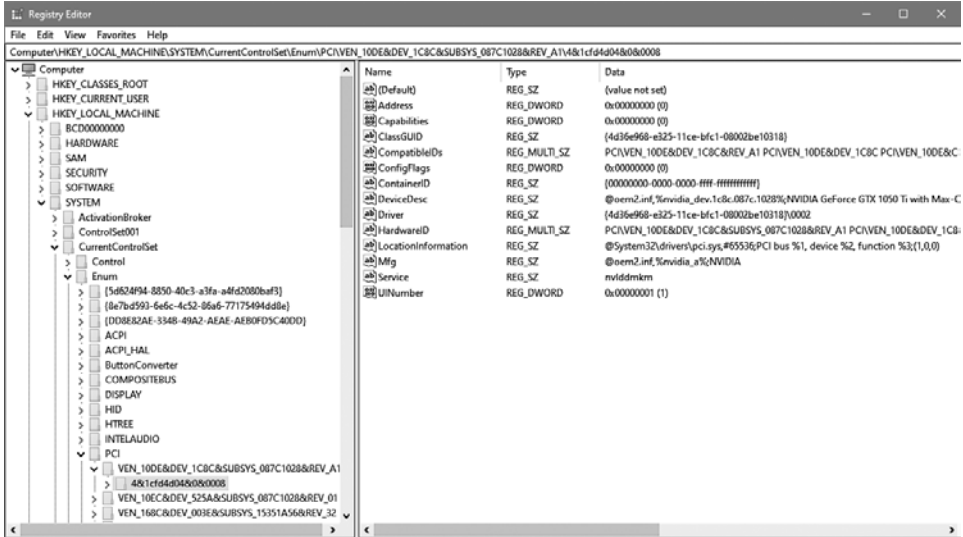 Registry Editor
File Edit View Favorites Help
Computer\HKEY_LOCAL_MACHINE\SYSTEM\CurrentControlSet\Enum\PCI\VEN_10DE&DEV_1C8C&SUBSYS_087C1028&REV_A1\4&1cfd4d04&0&0008
Computer
HKEY_CLASSES_ROOT
HKEY_CURRENT_USER
HKEY_LOCAL_MACHINE
BCD00000000
HARDWARE
SAM
SECURITY
SOFTWARE
SYSTEM
ActivationBroker
ControlSet001
CurrentControlSet
Control
Enum
{5d624f94-8850-40c3-a3fa-a4fd2080baf3}
{8e7bd593-6e6c-4c52-86a6-77175494dd8e}
{DD8E82AE-334B-49A2-AEAE-AEB0FD5C40DD}
ACPI
ACPI_HAL
ButtonConverter
COMPOSITEBUS
DISPLAY
HID
HTREE
INTELAUDIO
PCI
VEN_10DE&DEV_1C8C&SUBSYS_087C1028&REV_A1
4&1cfd4d04&0&0008
VEN_10EC&DEV_525A&SUBSYS_087C1028&REV_01
VEN_168C&DEV_003E&SUBSYS_15351A56&REV_32
Name Type Data
(Default) REG_SZ (value not set)
Address REG_DWORD 0x00000000 (0)
Capabilities REG_DWORD 0x00000000 (0)
ClassGUID REG_SZ {4d36e968-e325-11ce-bfc1-08002be10318}
CompatibleIDs REG_MULTI_SZ PCI\VEN_10DE&DEV_1C8C&REV_A1 PCI\VEN_10DE&DEV_1C8C PCI\VEN_10DE&C
ConfigFlags REG_DWORD 0x00000000 (0)
ContainerID REG_SZ {00000000-0000-0000-ffff-ffffffffffff}
DeviceDesc REG_SZ @oem2.inf,%nvidia_dev.1c8c.087c.1028%;NVIDIA GeForce GTX 1050 Ti with Max-
Driver REG_SZ {4d36e968-e325-11ce-bfc1-08002be10318}\0002
HardwareID REG_MULTI_SZ PCI\VEN_10DE&DEV_1C8C&SUBSYS_087C1028&REV_A1 PCI\VEN_10DE&DEV_1C8
LocationInformation REG_SZ @System32\drivers\pci.sys,#65536;PCI bus %1, device %2, function %3;(1,0,0)
Mfg REG_SZ @oem2.inf,%nvidia_a%;NVIDIA
Service REG_SZ nvlddmkm
UINumber REG_DWORD 0x00000001 (1)